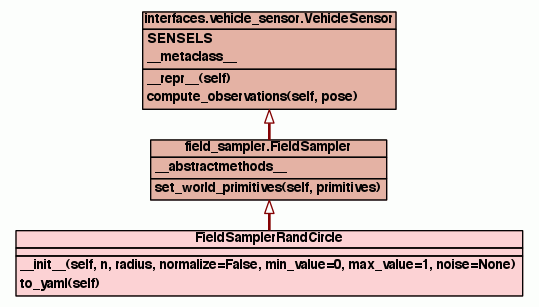 interfaces.vehicle_sensor.VehicleSensor
SENSELS
__metaclass__
__repr__(self)
compute_observations(self, pose)
field_sampler.FieldSampler
__abstractmethods__
set_world_primitives(self, primitives)
FieldSamplerRandCircle
__init__(self, n, radius, normalize=False, min_value=0, max_value=1, noise=None)
to_yaml(self)